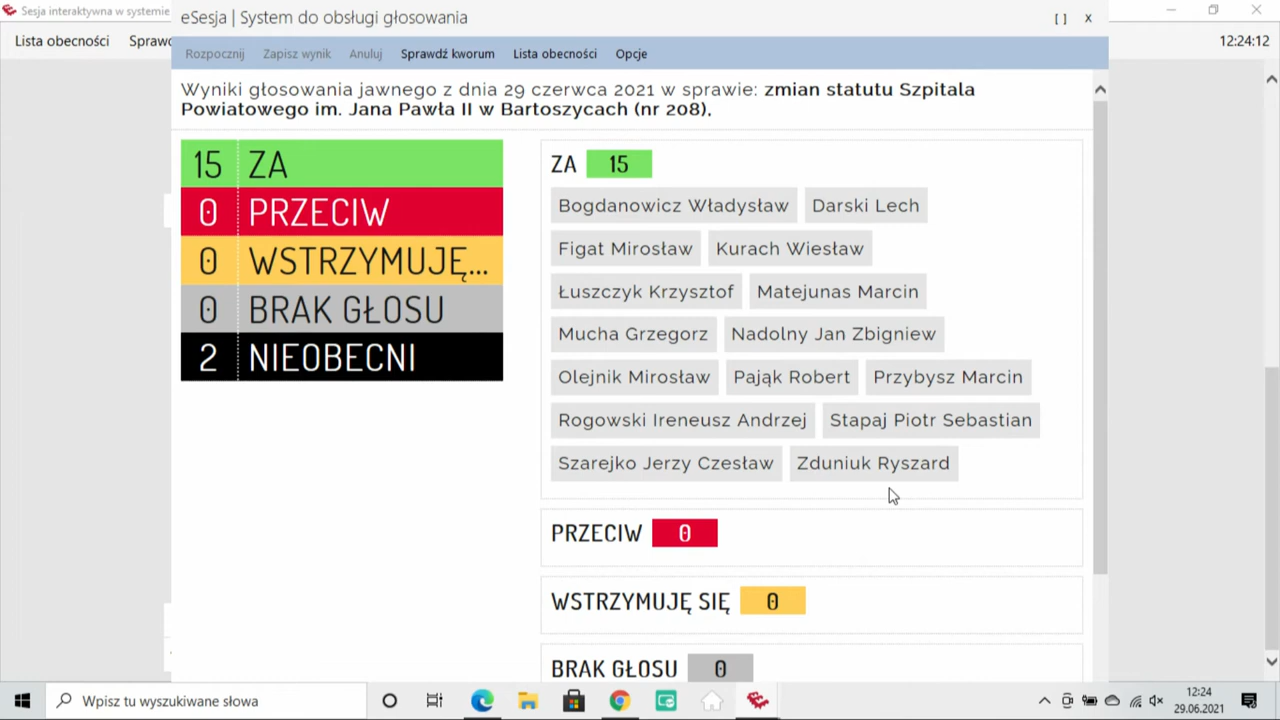 Sesja interaktywna w systemie
eSesja | System do obsługi głosowania
[ ] X
Lista obecności
12:24:12
Rozpocznij Zapisz wynik Anuluj Sprawdź kworum Lista obecności Opcje
Wyniki głosowania jawnego z dnia 29 czerwca 2021 w sprawie: zmian statutu Szpitala
Powiatowego im. Jana Pawła II w Bartoszycach (nr 208),
15 ZA
0 PRZECIW
0 WSTRZYMUJĘ...
0 BRAK GŁOSU
2 NIEOBECNI
ZA 15
Bogdanowicz Władysław Darski Lech
Figat Mirosław Kurach Wiesław
Łuszczyk Krzysztof Matejunas Marcin
Mucha Grzegorz Nadolny Jan Zbigniew
Olejnik Mirosław Pająk Robert Przybysz Marcin
Rogowski Ireneusz Andrzej Stapaj Piotr Sebastian
Szarejko Jerzy Czesław Zduniuk Ryszard
PRZECIW 0
WSTRZYMUJĘ SIĘ 0
BRAK GŁOSU 0
Wpisz tu wyszukiwane słowa
12:24
29.06.2021